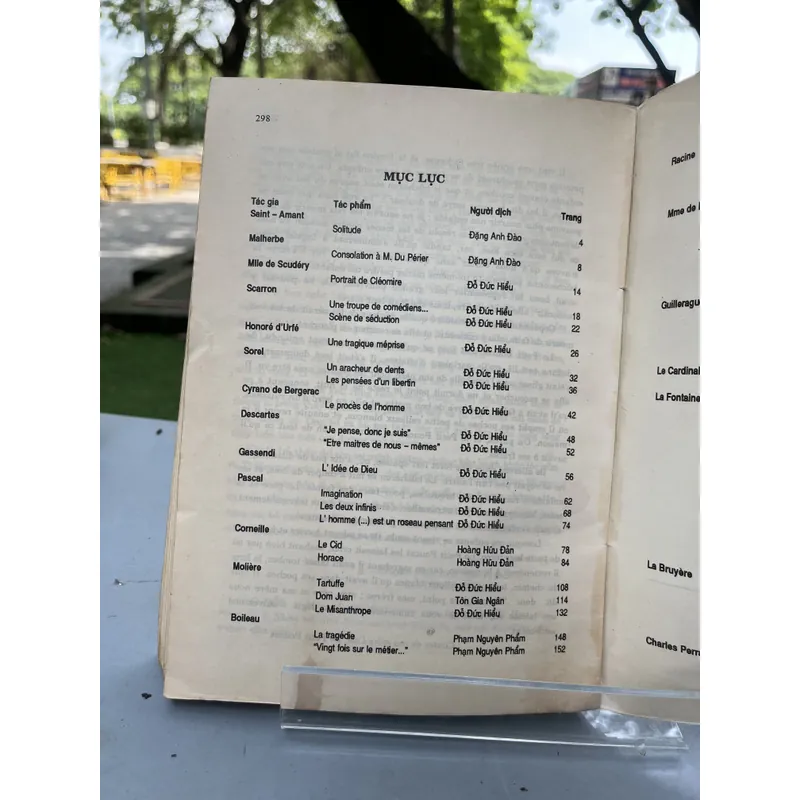 298
MỤC LỤC
Tác gia Tác phẩm Người dịch Trang
Saint – Amant
Solitude Đặng Anh Đào 4
Malherbe
Consolation à M. Du Périer Đặng Anh Đào 8
Mlle de Scudéry
Portrait de Cléomire Đỗ Đức Hiểu 14
Scarron
Une troupe de comédiens... Đỗ Đức Hiểu 18
Scène de séduction Đỗ Đức Hiểu 22
Honoré d'Urfé
Une tragique méprise Đỗ Đức Hiểu 26
Sorel
Un aracheur de dents Đỗ Đức Hiểu 32
Les pensées d'un libertin Đỗ Đức Hiểu 36
Cyrano de Bergerac
Le procès de l'homme Đỗ Đức Hiểu 42
Descartes
"Je pense, donc je suis" Đỗ Đức Hiểu 48
"Etre maitres de nous – mêmes" Đỗ Đức Hiểu 52
Gassendi
L' Idée de Dieu Đỗ Đức Hiểu 56
Pascal
Imagination Đỗ Đức Hiểu 62
Les deux infinis Đỗ Đức Hiểu 68
L' homme (...) est un roseau pensant Đỗ Đức Hiểu 74
Corneille
Le Cid Hoàng Hữu Đản 78
Horace Hoàng Hữu Đản 84
Molière
Tartuffe Đỗ Đức Hiểu 108
Dom Juan Tôn Gia Ngân 114
Le Misanthrope Đỗ Đức Hiểu 132
Boileau
La tragédie Phạm Nguyên Phẩm 148
"Vingt fois sur le métier..." Phạm Nguyên Phẩm 152
Racine
Mme de
Guilleragu
Le Cardinal
La Fontaine
La Bruyère
Charles Perr